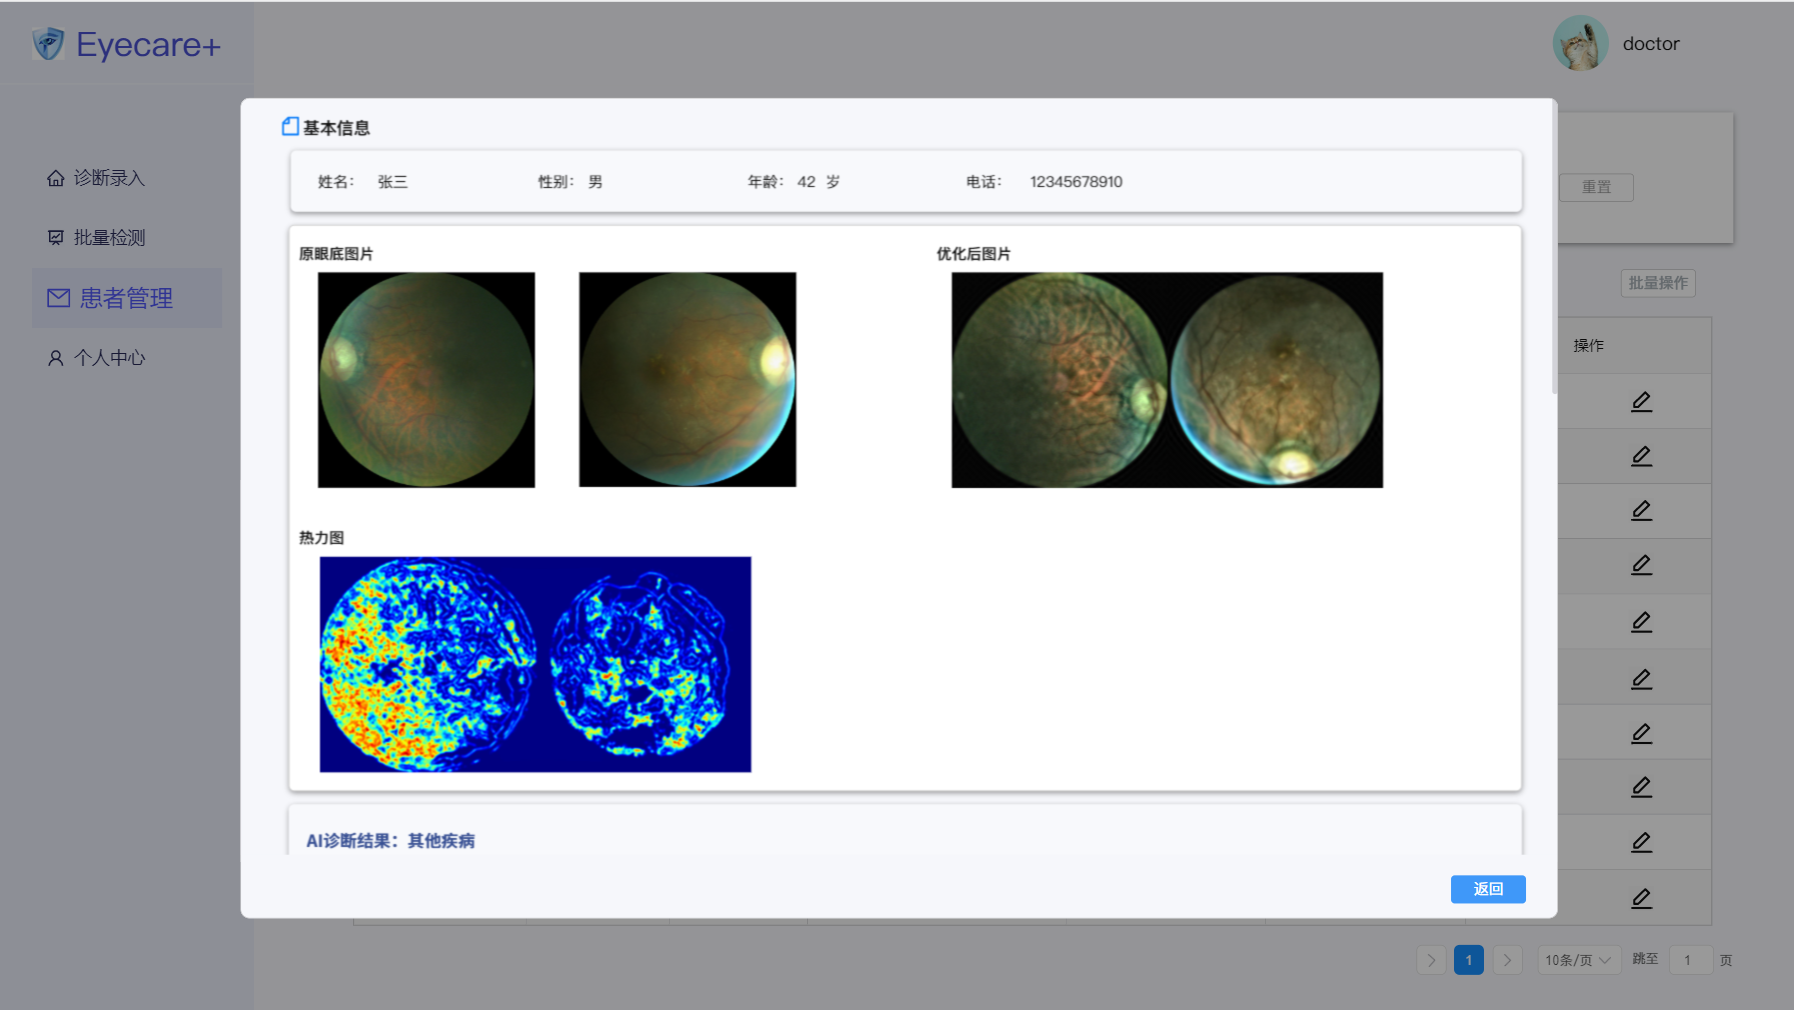 Eyecare+
doctor
诊断录入
批量检测
患者管理
个人中心
基本信息
姓名： 张三 性别： 男 年龄： 42 岁 电话： 12345678910
原眼底图片 优化后图片
热力图
AI诊断结果：其他疾病
返回
重置
批量操作
操作
1 10条/页 跳至 1 页